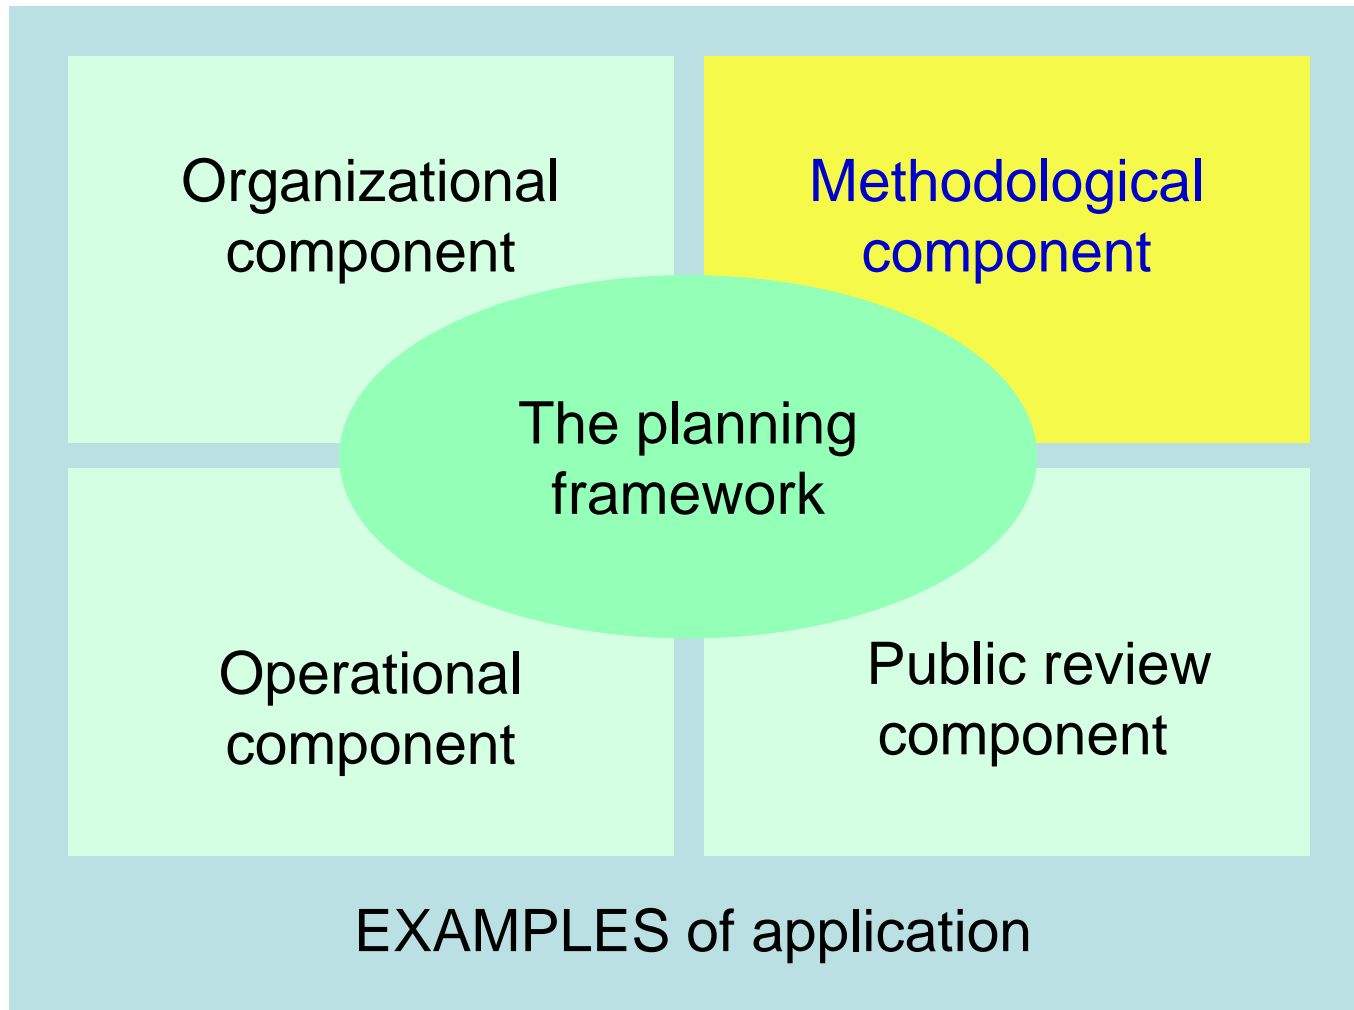 Organizational
component
Methodological
component
The planning
framework
Operational
component
Public review
component
EXAMPLES of application